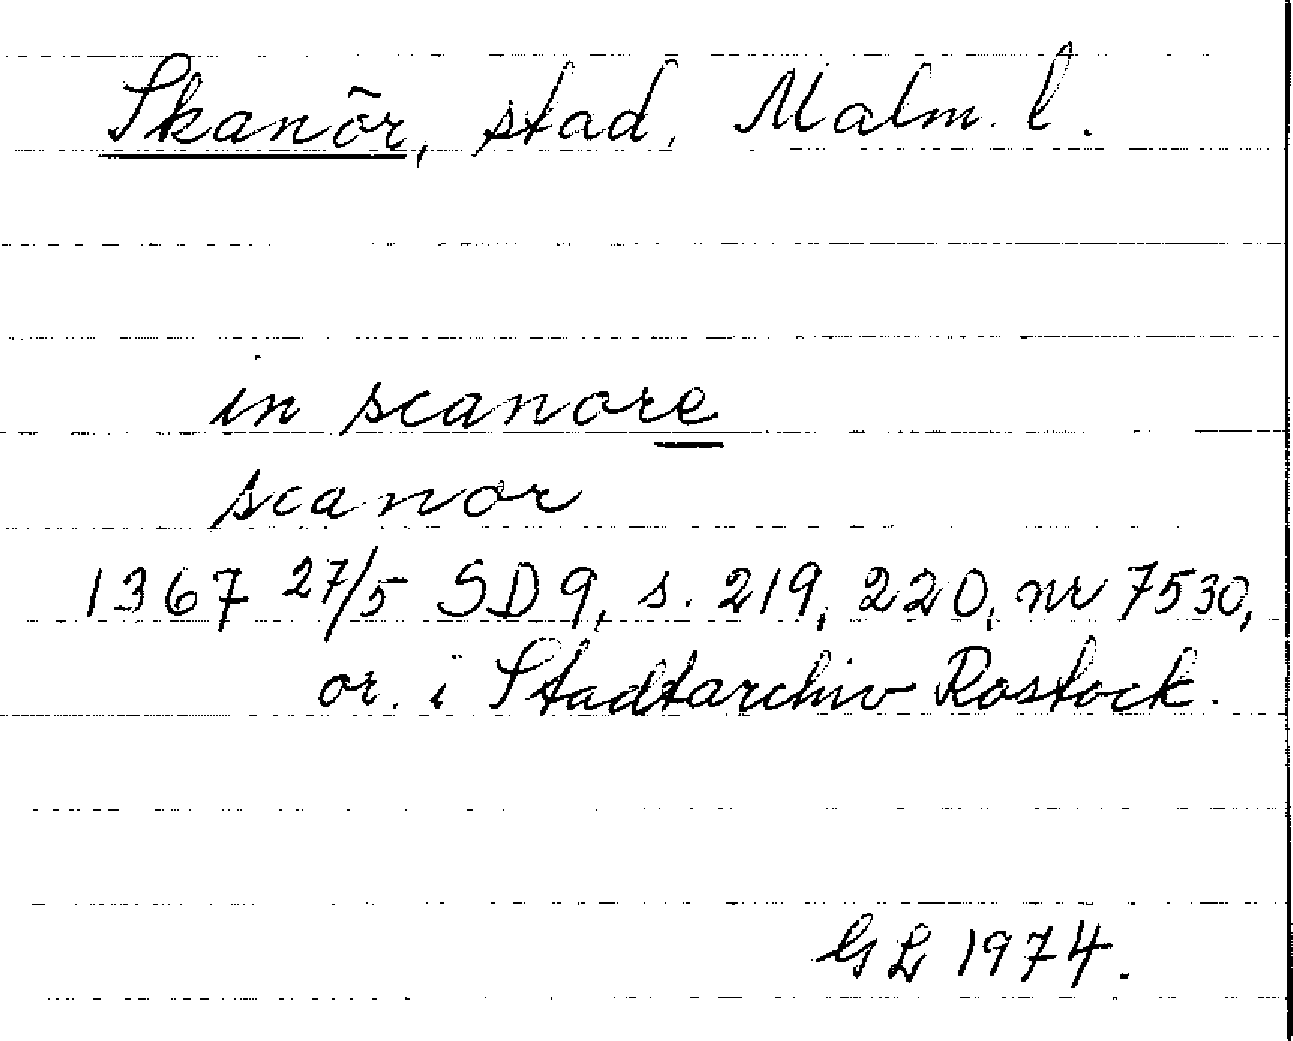 Skanör, stad, Malm. l.
in scanore
scanor
1367 27/5 SD 9, s. 219, 220, nr 7530,
or. i Stadtarchiv Rostock.
GL 1974.